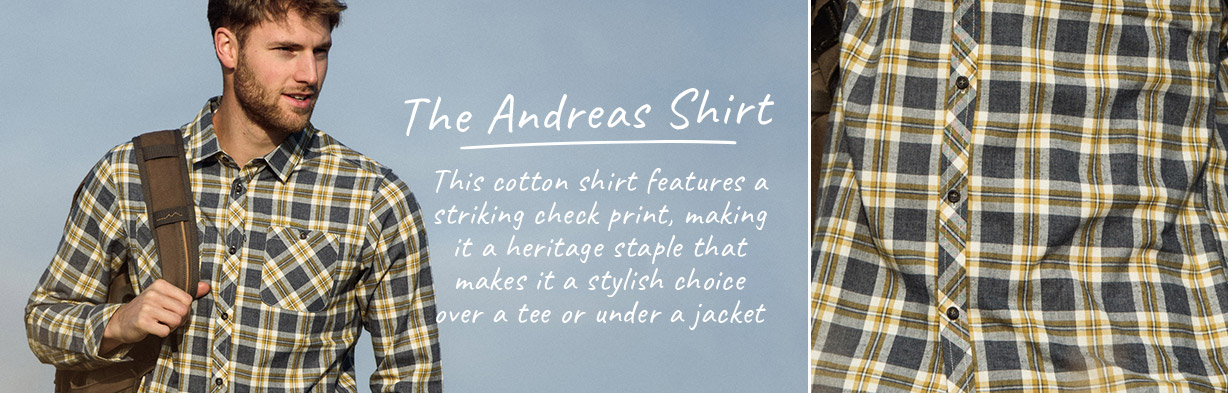 The Andreas Shirt
This cotton shirt features a
striking check print, making
it a heritage staple that
makes it a stylish choice
over a tee or under a jacket